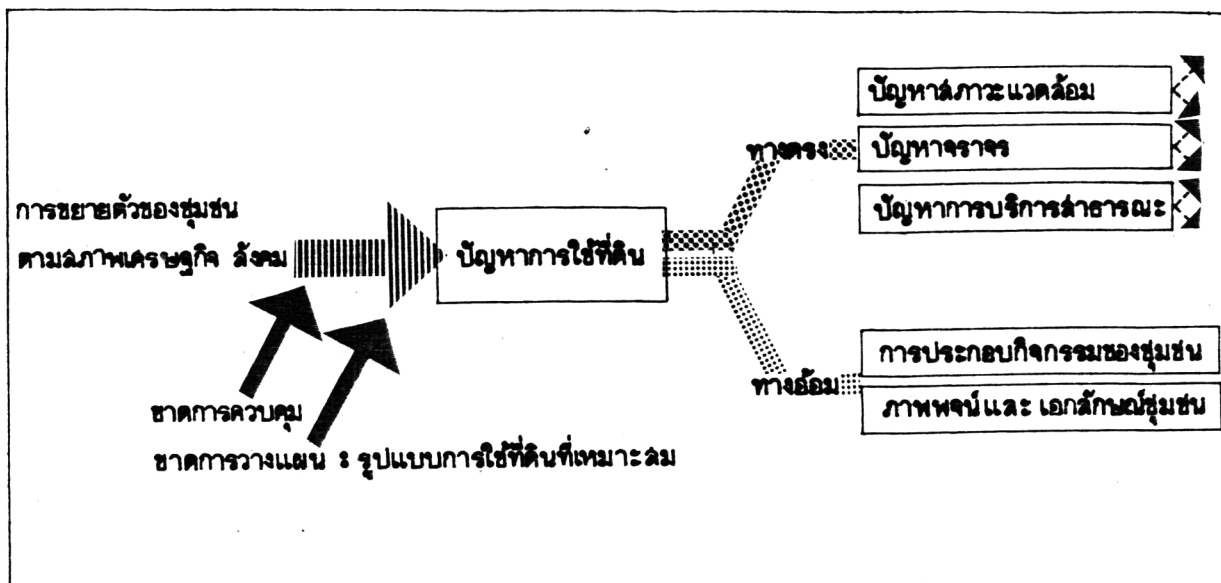 การขยายตัวของชุมชน
ตามสภาพเศรษฐกิจ สังคม
ขาดการควบคุม
ขาดการวางแผน : รูปแบบการใช้ที่ดินที่เหมาะสม
ปัญหาการใช้ที่ดิน
ทางตรง
ปัญหาสภาวะแวดล้อม
ปัญหาจราจร
ปัญหาการบริการสาธารณะ
ทางอ้อม
การประกอบกิจกรรมของชุมชน
ภาพพจน์และ เอกลักษณ์ชุมชน